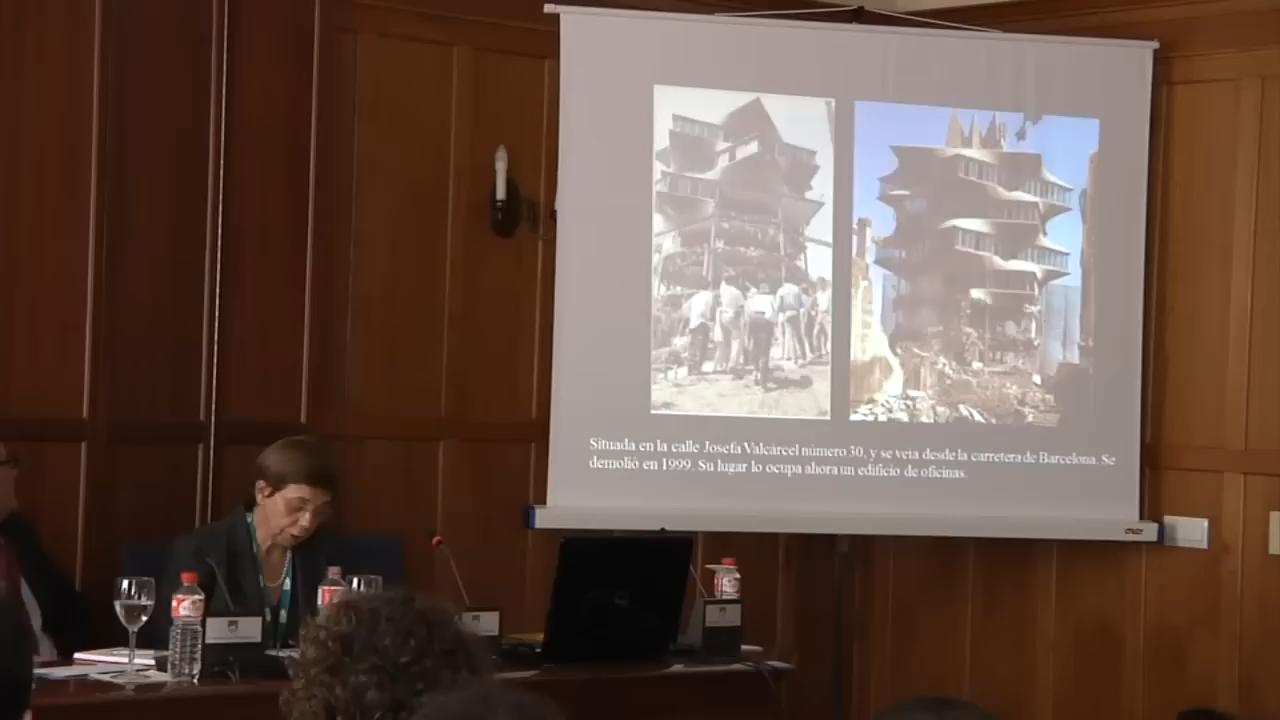 Situada en la calle Josefa Valcárcel número 30, y se veia desde la carretera de Barcelona. Se
demolió en 1999. Su lugar lo ocupa ahora un edificio de oficinas.